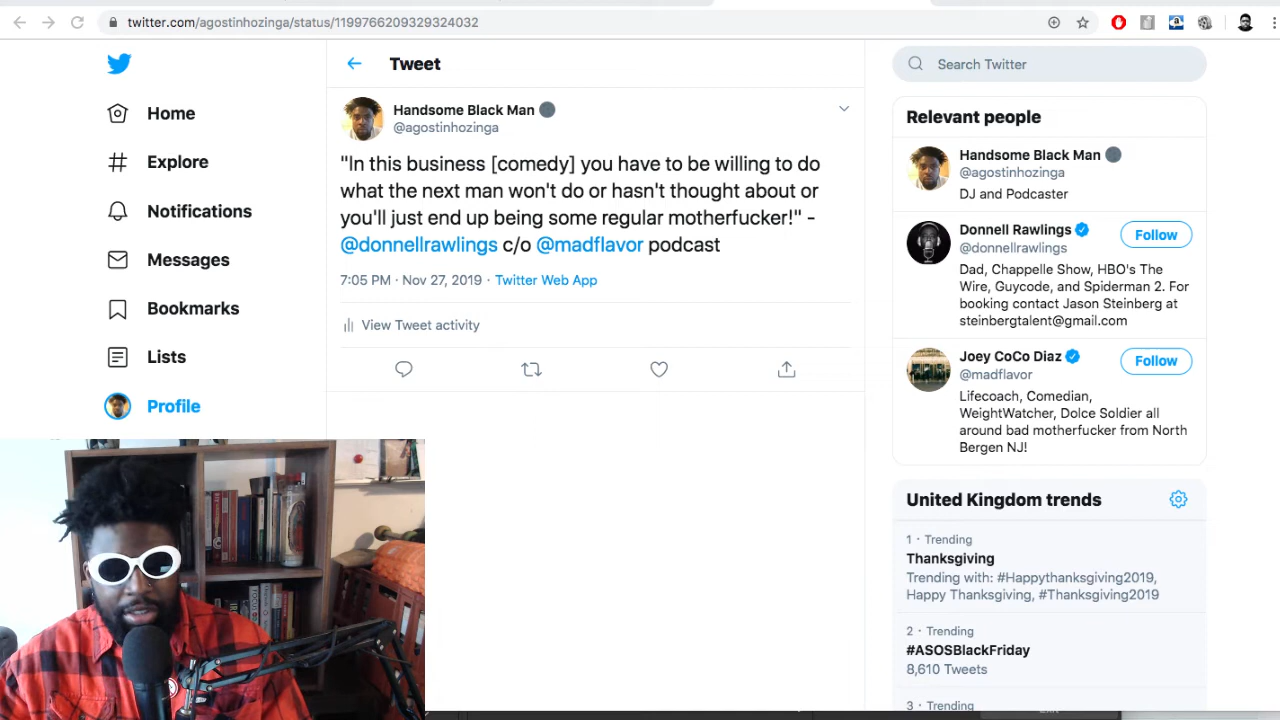 twitter.com/agostinhozinga/status/1199766209329324032
Home
Explore
Notifications
Messages
Bookmarks
Lists
Profile
Tweet
Handsome Black Man
@agostinhozinga
"In this business [comedy] you have to be willing to do
what the next man won't do or hasn't thought about or
you'll just end up being some regular motherfucker!" -
@donnellrawlings c/o @madflavor podcast
7:05 PM · Nov 27, 2019 · Twitter Web App
View Tweet activity
Search Twitter
Relevant people
Handsome Black Man
@agostinhozinga
DJ and Podcaster
Donnell Rawlings
@donnellrawlings
Follow
Dad, Chappelle Show, HBO's The
Wire, Guycode, and Spiderman 2. For
booking contact Jason Steinberg at
steinbergtalent@gmail.com
Joey CoCo Diaz
@madflavor
Follow
Lifecoach, Comedian,
WeightWatcher, Dolce Soldier all
around bad motherfucker from North
Bergen NJ!
United Kingdom trends
1 · Trending
Thanksgiving
Trending with: #Happythanksgiving2019,
Happy Thanksgiving, #Thanksgiving2019
2 · Trending
#ASOSBlackFriday
8,610 Tweets
3 · Trending